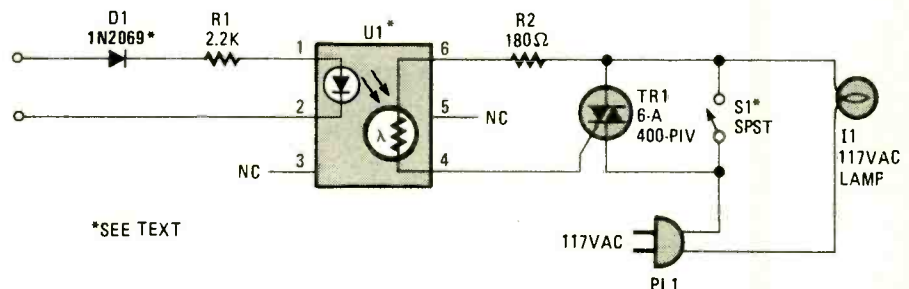 D1
1N2069*
R1
2.2K
U1*
1
2
3
NC
λ
6
5
NC
4
R2
180Ω
TR1
6-A
400-PIV
S1*
SPST
I1
117VAC
LAMP
*SEE TEXT
117VAC
PL1